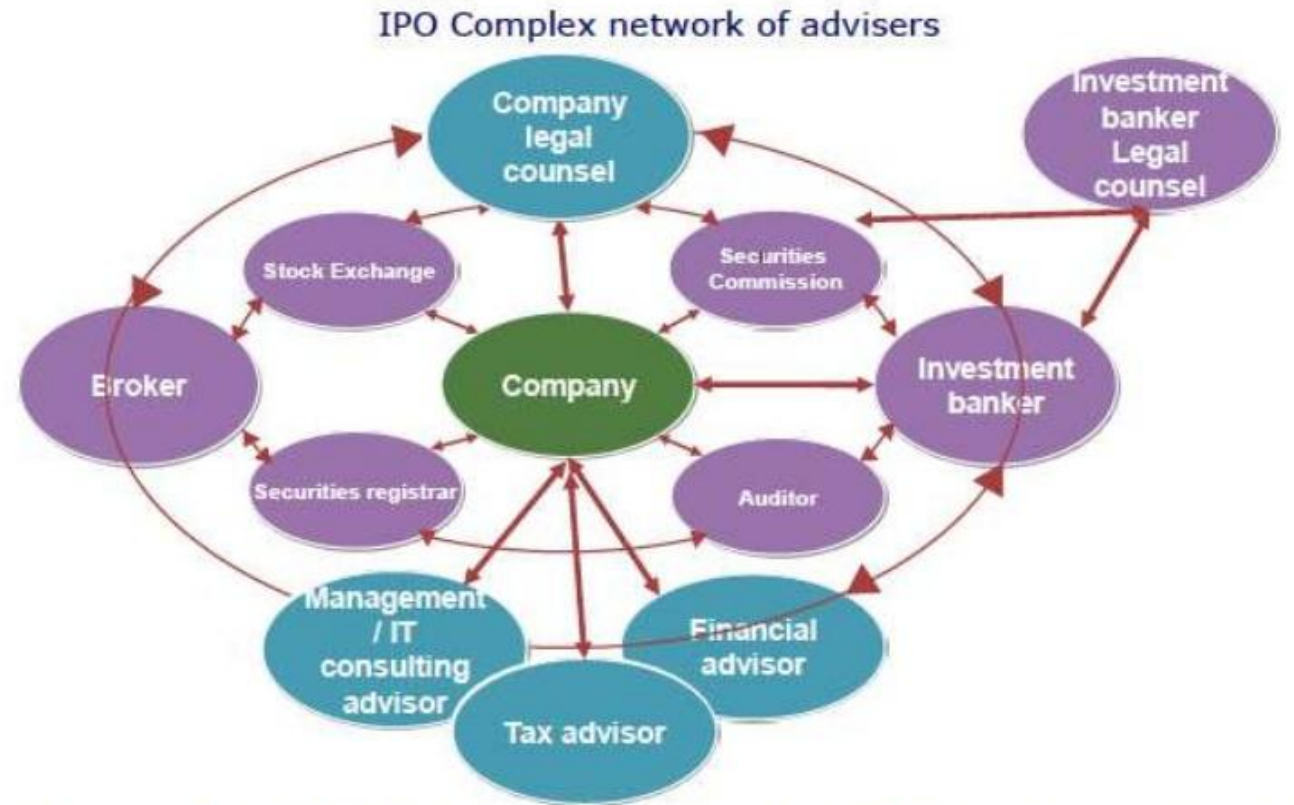 IPO Complex network of advisers
Company
legal
counsel
Investment
banker
Legal
counsel
Stock Exchange
Securities
Commission
Broker
Company
Investment
banker
Securities registrar
Auditor
Management
/ IT
consulting
advisor
Financial
advisor
Tax advisor